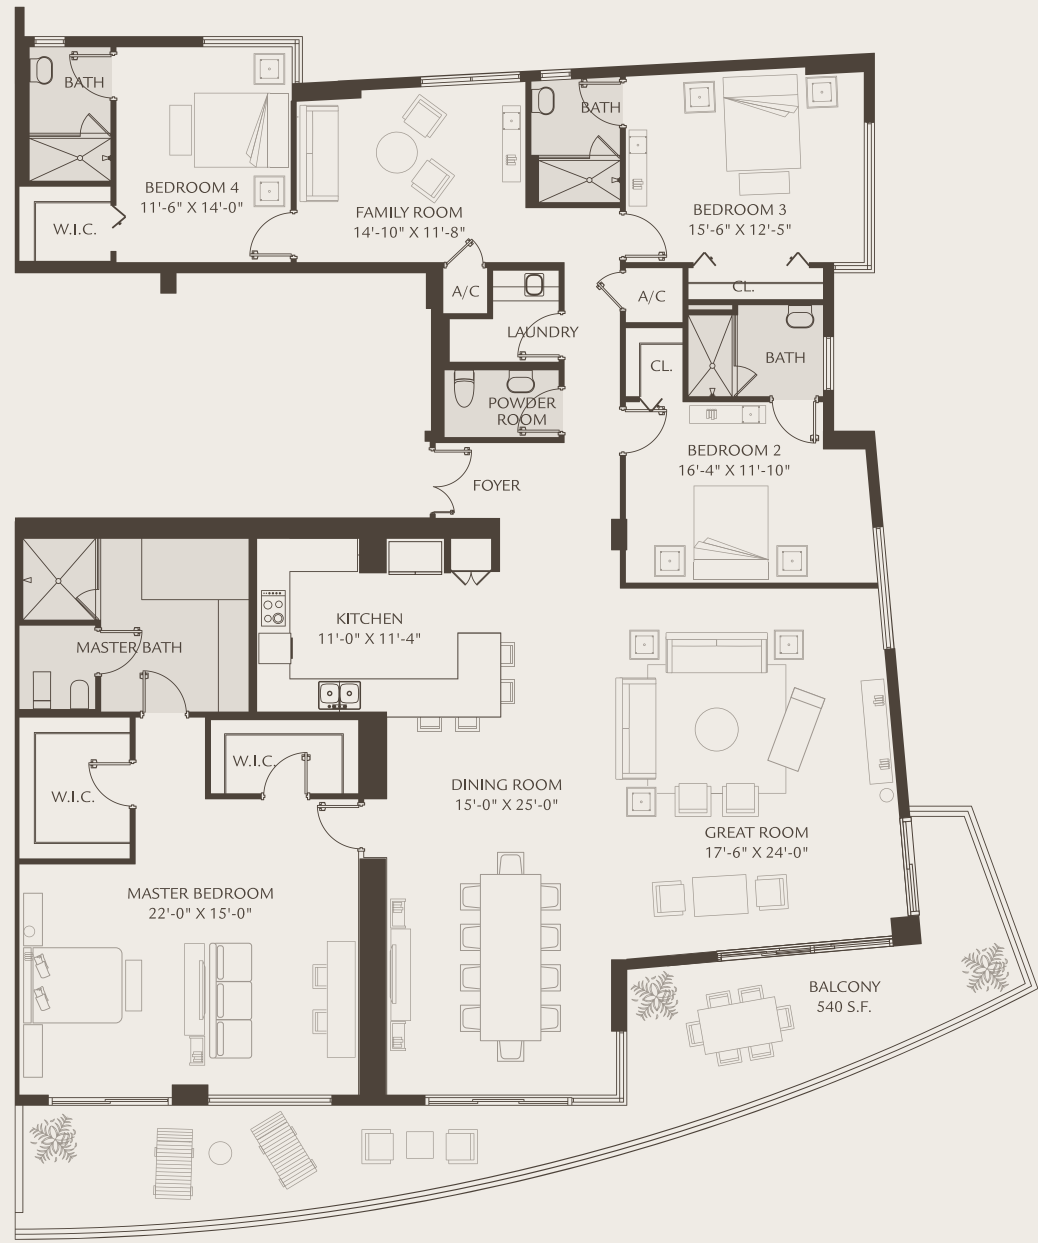 BATH
BEDROOM 4
11'-6" X 14'-0"
W.I.C.
FAMILY ROOM
14'-10" X 11'-8"
BATH
BEDROOM 3
15'-6" X 12'-5"
A/C
A/C
CL.
LAUNDRY
CL.
BATH
POWDER
ROOM
BEDROOM 2
16'-4" X 11'-10"
FOYER
KITCHEN
11'-0" X 11'-4"
MASTER BATH
W.I.C.
W.I.C.
DINING ROOM
15'-0" X 25'-0"
GREAT ROOM
17'-6" X 24'-0"
MASTER BEDROOM
22'-0" X 15'-0"
BALCONY
540 S.F.